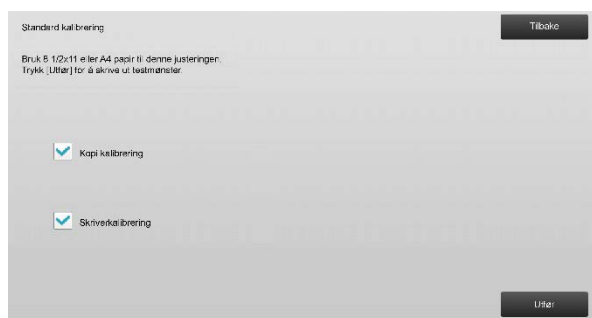 Standard kalibrering
Tilbake
Bruk 8 1/2x11 eller A4 papir til denne justeringen.
Trykk [Utfør] for å skrive ut testmønster.
Kopi kalibrering
Skriverkalibrering
Utfør